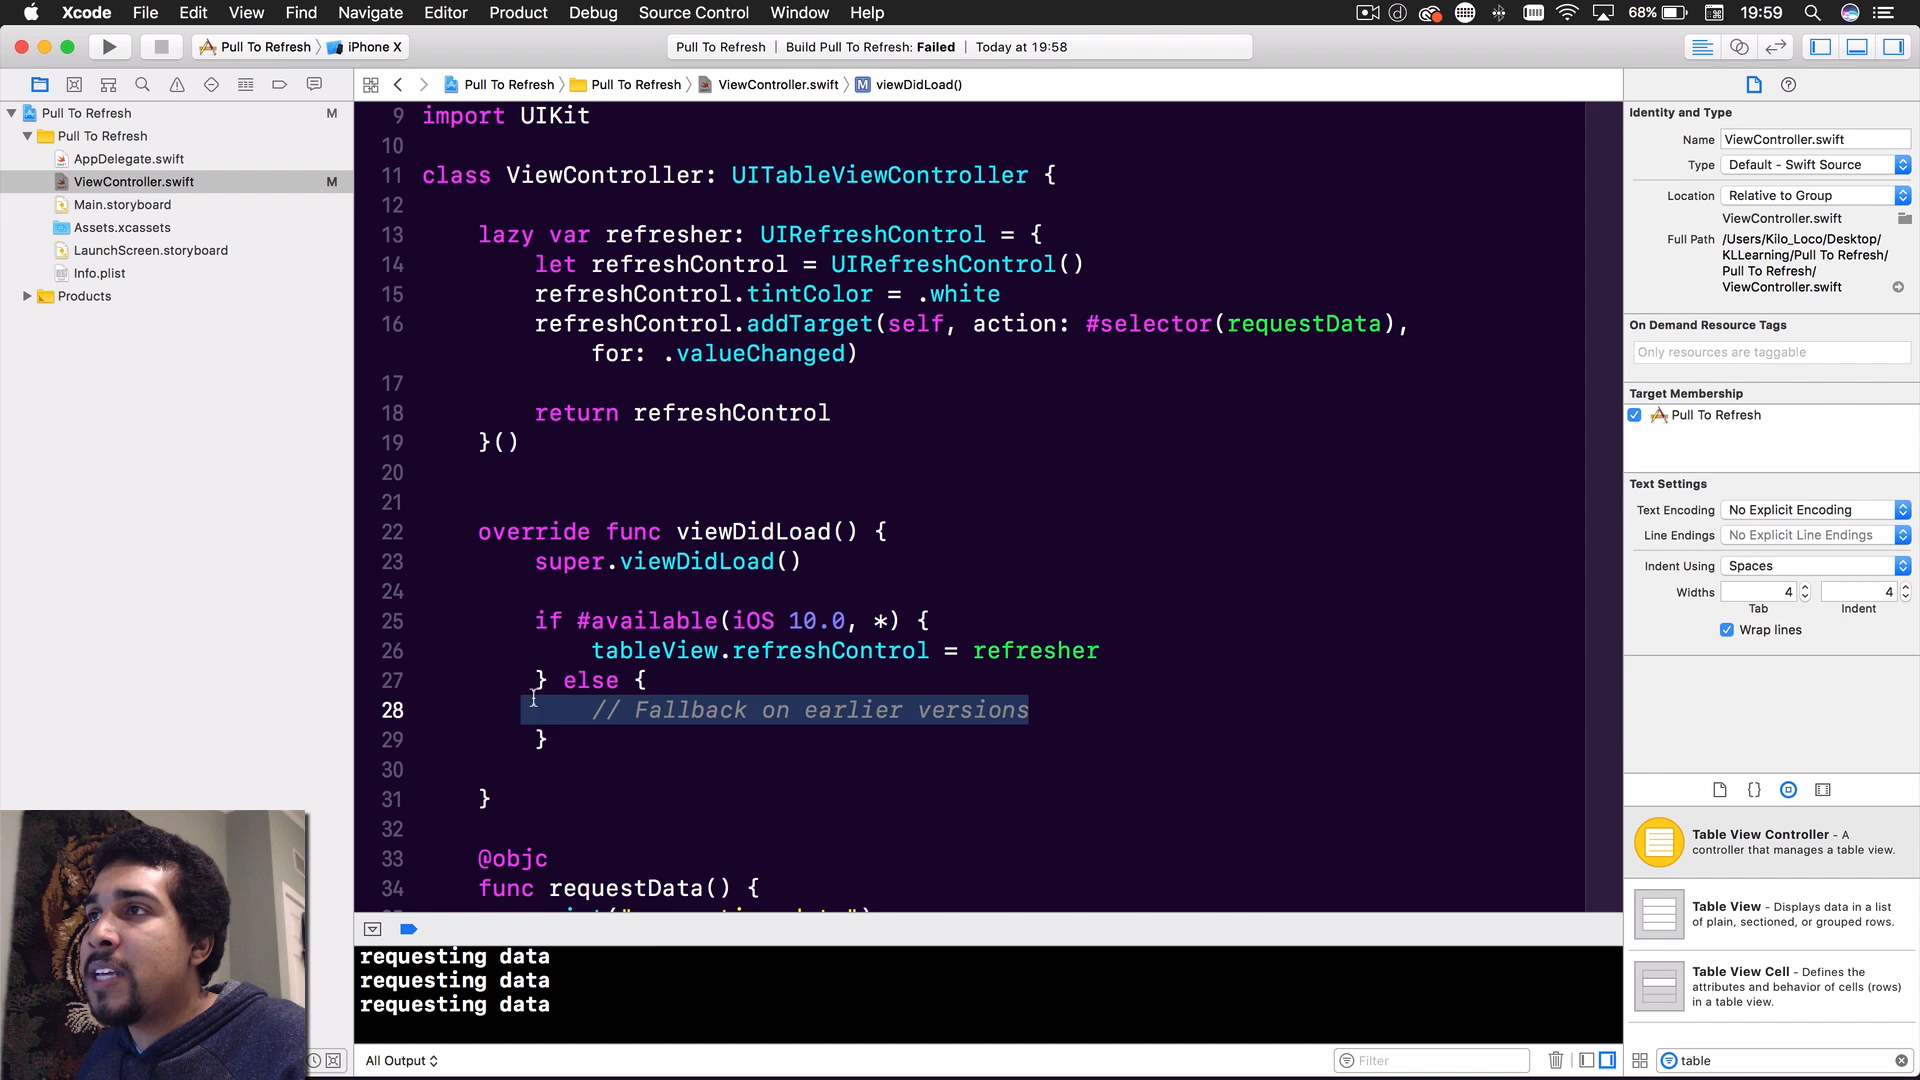 Xcode File Edit View Find Navigate Editor Product Debug Source Control Window Help 68% 19:59
Pull To Refresh iPhone X
Pull To Refresh | Build Pull To Refresh: Failed | Today at 19:58
Pull To Refresh Pull To Refresh ViewController.swift M viewDidLoad()
Pull To Refresh M
Pull To Refresh
AppDelegate.swift
ViewController.swift M
Main.storyboard
Assets.xcassets
LaunchScreen.storyboard
Info.plist
Products
9 import UIKit
10
11 class ViewController: UITableViewController {
12
13 lazy var refresher: UIRefreshControl = {
14 let refreshControl = UIRefreshControl()
15 refreshControl.tintColor = .white
16 refreshControl.addTarget(self, action: #selector(requestData),
for: .valueChanged)
17
18 return refreshControl
19 }()
20
21
22 override func viewDidLoad() {
23 super.viewDidLoad()
24
25 if #available(iOS 10.0, *) {
26 tableView.refreshControl = refresher
27 } else {
28 // Fallback on earlier versions
29 }
30
31 }
32
33 @objc
34 func requestData() {
requesting data
requesting data
requesting data
All Output
Filter
Identity and Type
Name ViewController.swift
Type Default - Swift Source
Location Relative to Group
ViewController.swift
Full Path /Users/Kilo_Loco/Desktop/
KLLearning/Pull To Refresh/
Pull To Refresh/
ViewController.swift
On Demand Resource Tags
Only resources are taggable
Target Membership
Pull To Refresh
Text Settings
Text Encoding No Explicit Encoding
Line Endings No Explicit Line Endings
Indent Using Spaces
Widths 4 4
Tab Indent
Wrap lines
{}
Table View Controller - A
controller that manages a table view.
Table View - Displays data in a list
of plain, sectioned, or grouped rows.
Table View Cell - Defines the
attributes and behavior of cells (rows)
in a table view.
table